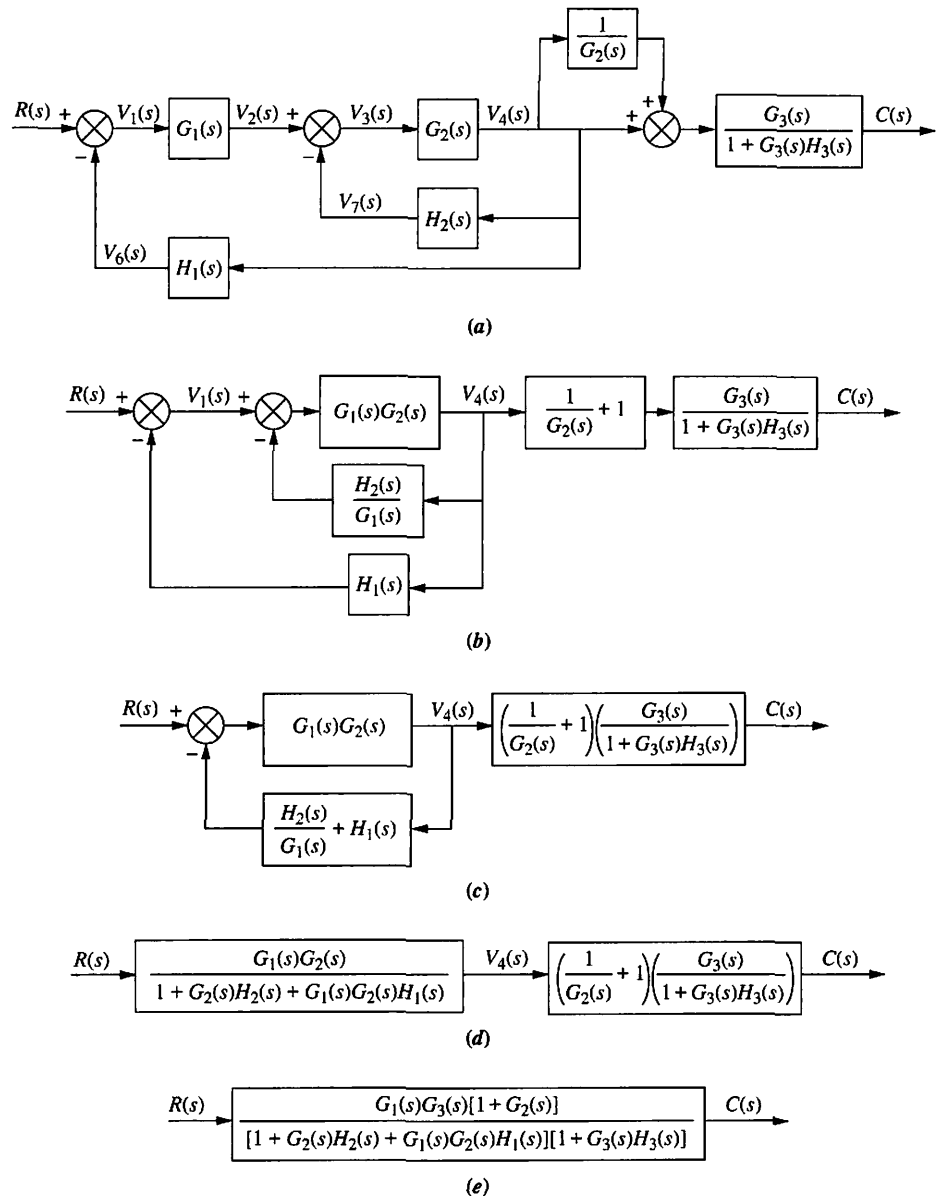 1
G₂(s)
R(s) + V₁(s) G₁(s) V₂(s) + V₃(s) G₂(s) V₄(s) + + G₃(s) C(s)
1 + G₃(s)H₃(s)
− −
V₇(s) H₂(s)
V₆(s) H₁(s)
(a)
R(s) + V₁(s) + G₁(s)G₂(s) V₄(s) 1 + 1 G₃(s) C(s)
G₂(s) 1 + G₃(s)H₃(s)
− −
H₂(s)
G₁(s)
H₁(s)
(b)
R(s) + G₁(s)G₂(s) V₄(s) (1/G₂(s) + 1)(G₃(s)/1 + G₃(s)H₃(s)) C(s)
−
H₂(s)/G₁(s) + H₁(s)
(c)
R(s) G₁(s)G₂(s) V₄(s) (1/G₂(s) + 1)(G₃(s)/1 + G₃(s)H₃(s)) C(s)
1 + G₂(s)H₂(s) + G₁(s)G₂(s)H₁(s)
(d)
R(s) G₁(s)G₃(s)[1 + G₂(s)] C(s)
[1 + G₂(s)H₂(s) + G₁(s)G₂(s)H₁(s)][1 + G₃(s)H₃(s)]
(e)